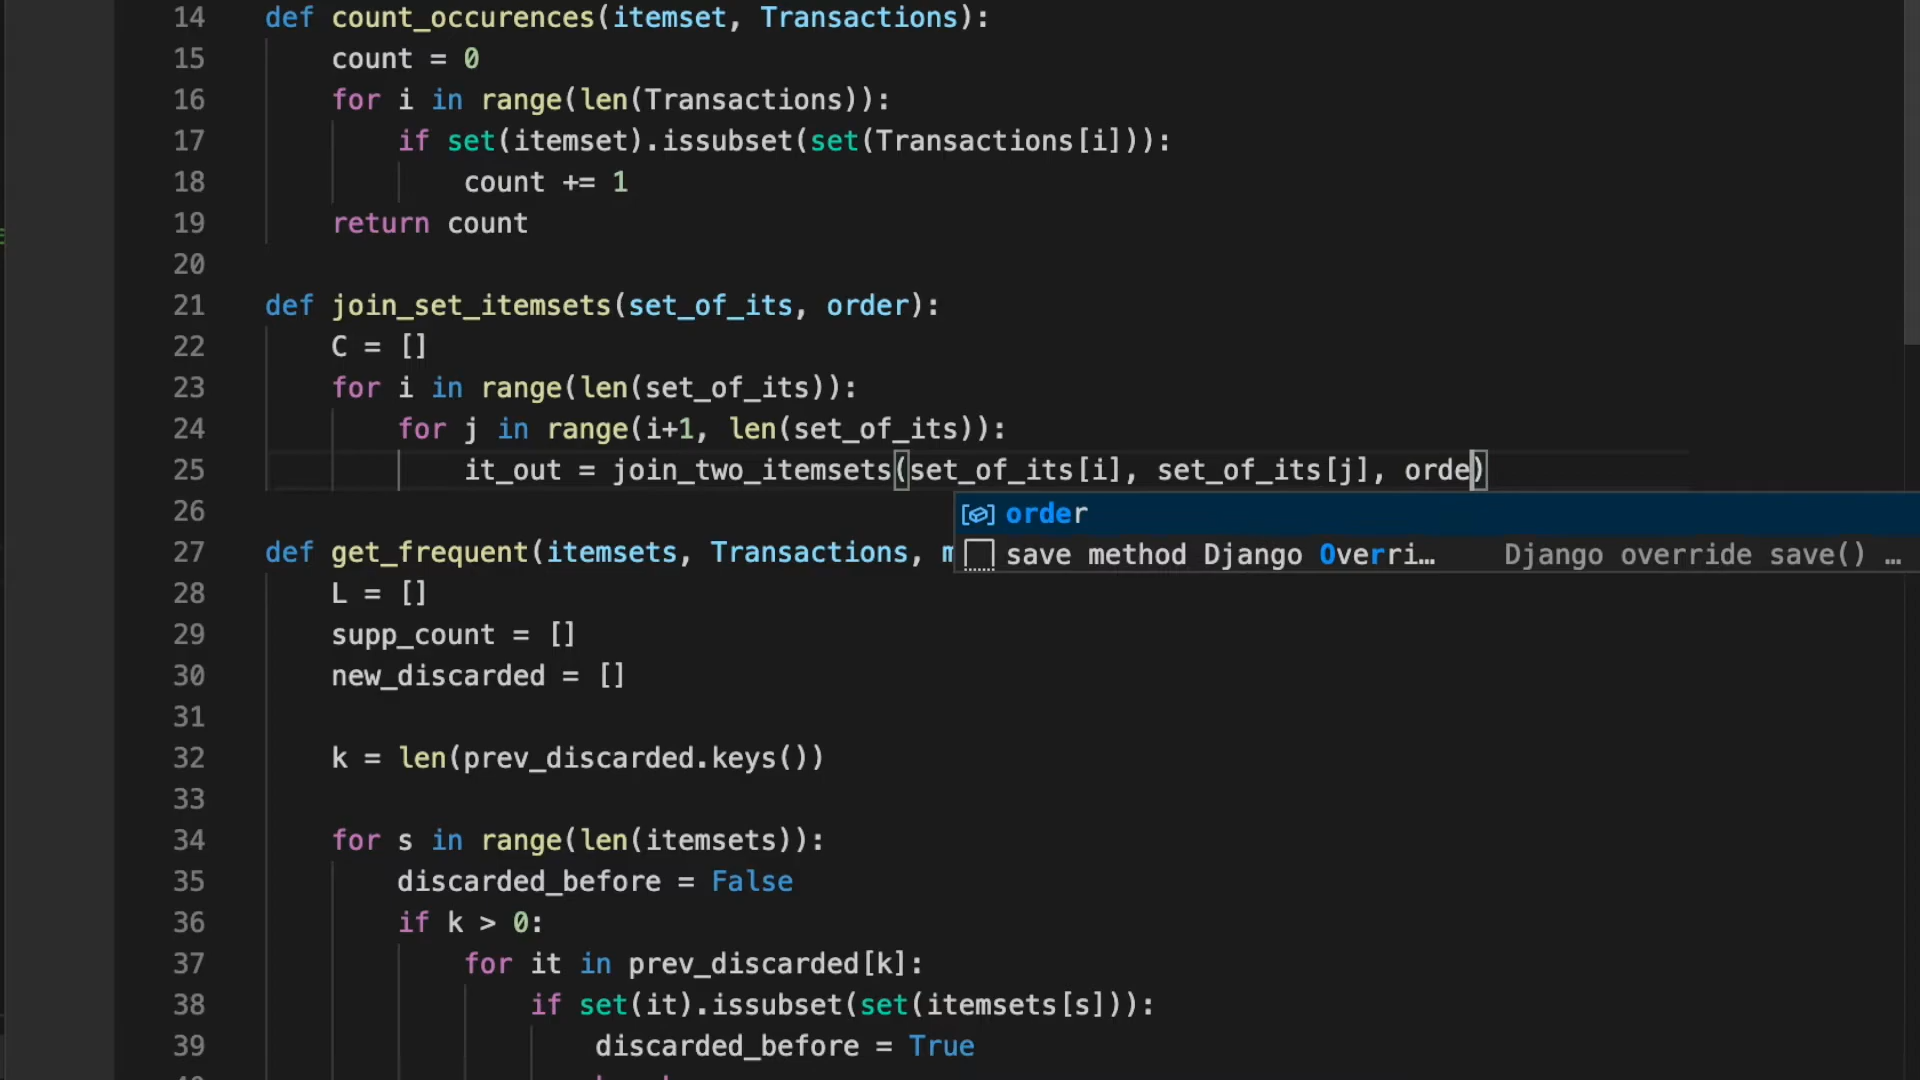 14 def count_occurences(itemset, Transactions):
15 count = 0
16 for i in range(len(Transactions)):
17 if set(itemset).issubset(set(Transactions[i])):
18 count += 1
19 return count
20
21 def join_set_itemsets(set_of_its, order):
22 C = []
23 for i in range(len(set_of_its)):
24 for j in range(i+1, len(set_of_its)):
25 it_out = join_two_itemsets(set_of_its[i], set_of_its[j], orde)
order
save method Django Overri… Django override save() …
26
27 def get_frequent(itemsets, Transactions, m
28 L = []
29 supp_count = []
30 new_discarded = []
31
32 k = len(prev_discarded.keys())
33
34 for s in range(len(itemsets)):
35 discarded_before = False
36 if k > 0:
37 for it in prev_discarded[k]:
38 if set(it).issubset(set(itemsets[s])):
39 discarded_before = True